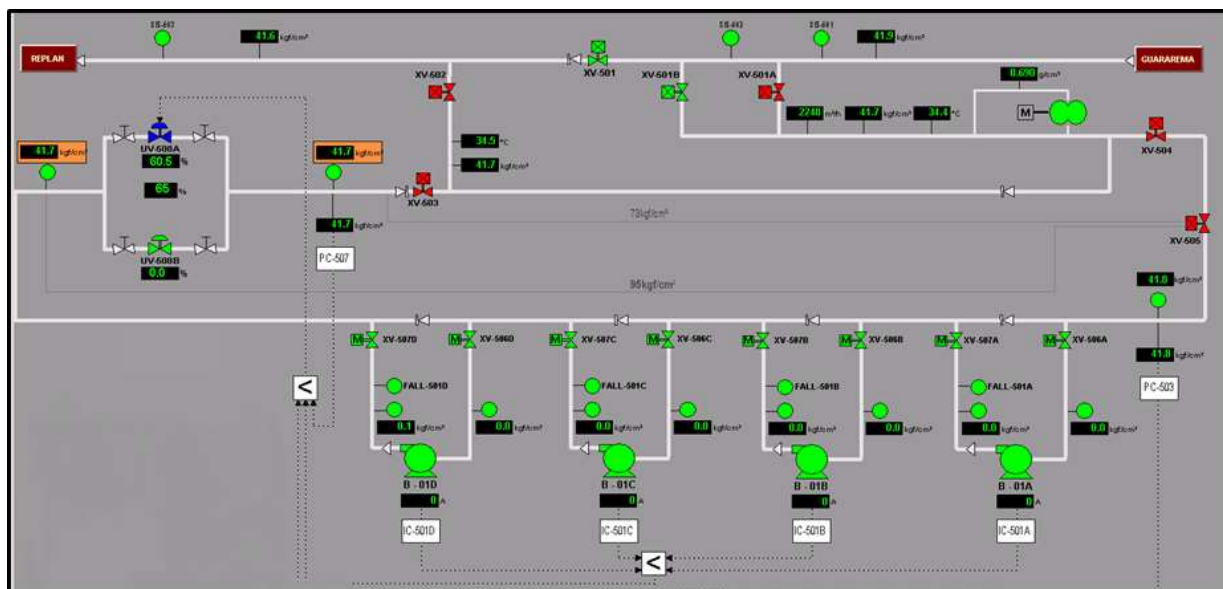 41.6 kgf/cm²
41.9 kgf/cm²
REPLAN
GUARAREMA
XV-501
XV-502
XV-501B
XV-501A
0.690 g/cm³
M
2240 m³/h
41.7 kgf/cm²
34.4 °C
XV-504
41.7 kgf/cm²
UV-500A
60.5 %
65 %
UV-500B
0.0 %
41.7 kgf/cm²
41.7 kgf/cm²
PC-507
34.5 °C
41.7 kgf/cm²
XV-503
73kgf/cm²
XV-505
41.8 kgf/cm²
41.8 kgf/cm²
PC-503
M XV-507D
M XV-506D
M XV-507C
M XV-506C
M XV-507B
M XV-506B
M XV-507A
M XV-506A
<
FALL-501D
FALL-501C
FALL-501B
FALL-501A
0.1 kgf/cm²
0.0 kgf/cm²
0.0 kgf/cm²
0.0 kgf/cm²
0.0 kgf/cm²
0.0 kgf/cm²
0.0 kgf/cm²
0.0 kgf/cm²
B - 01D
B - 01C
B - 01B
B - 01A
0 A
0 A
0 A
0 A
IC-501D
IC-501C
IC-501B
IC-501A
<